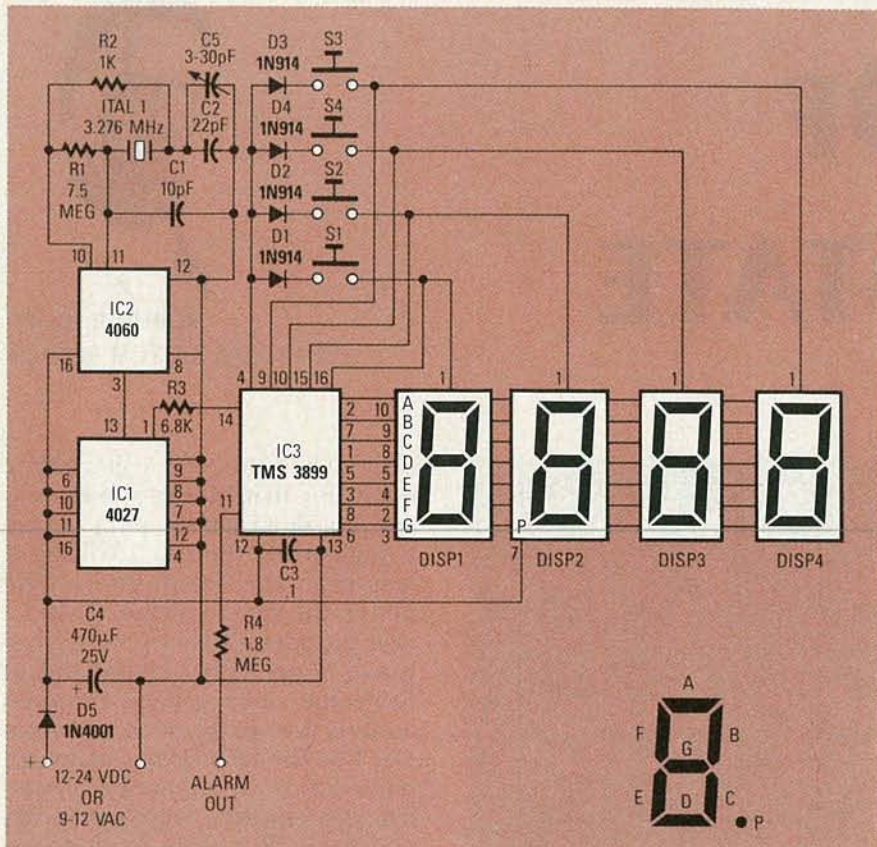 R2
1K
C5
3-30pF
D3
1N914
S3
ITAL 1
3.276 MHz
C2
22pF
D4
1N914
S4
R1
7.5
MEG
C1
10pF
D2
1N914
S2
D1
1N914
S1
10
11
12
IC2
4060
16
8
3
13
1
R3
6.8K
4
9
10
15
16
14
IC3
TMS 3899
11
12
13
2
7
1
5
3
8
6
10
9
8
5
4
2
3
A
B
C
D
E
F
G
1
1
1
1
P
7
DISP1
DISP2
DISP3
DISP4
IC1
4027
6
10
11
16
9
8
7
12
4
C3
.1
C4
470µF
25V
+
R4
1.8
MEG
D5
1N4001
+
12-24 VDC
OR
9-12 VAC
ALARM
OUT
A
F
B
G
E
D
C
P